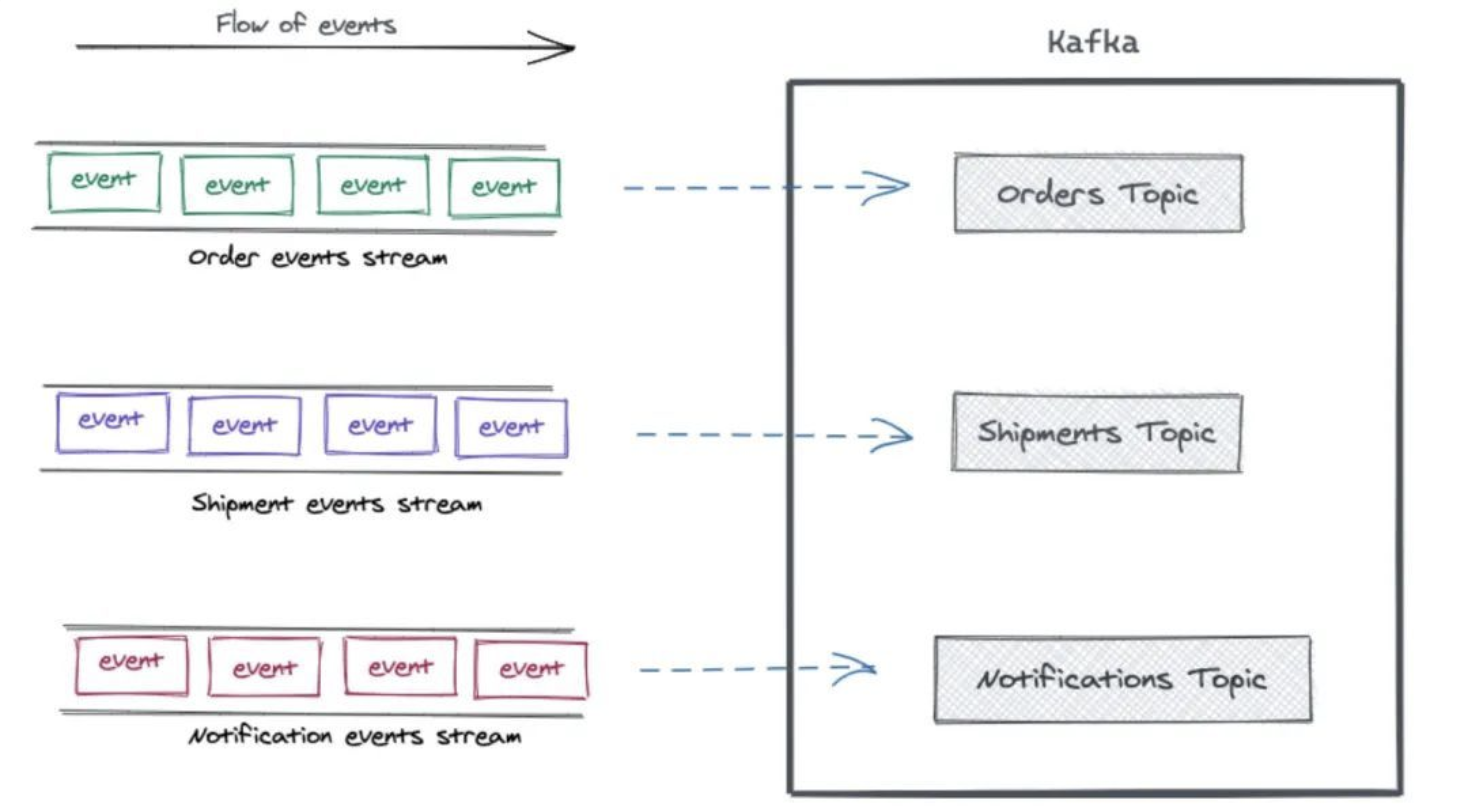 Flow of events
Kafka
event event event event
Orders Topic
Order events stream
event event event event
Shipments Topic
Shipment events stream
event event event event
Notifications Topic
Notification events stream